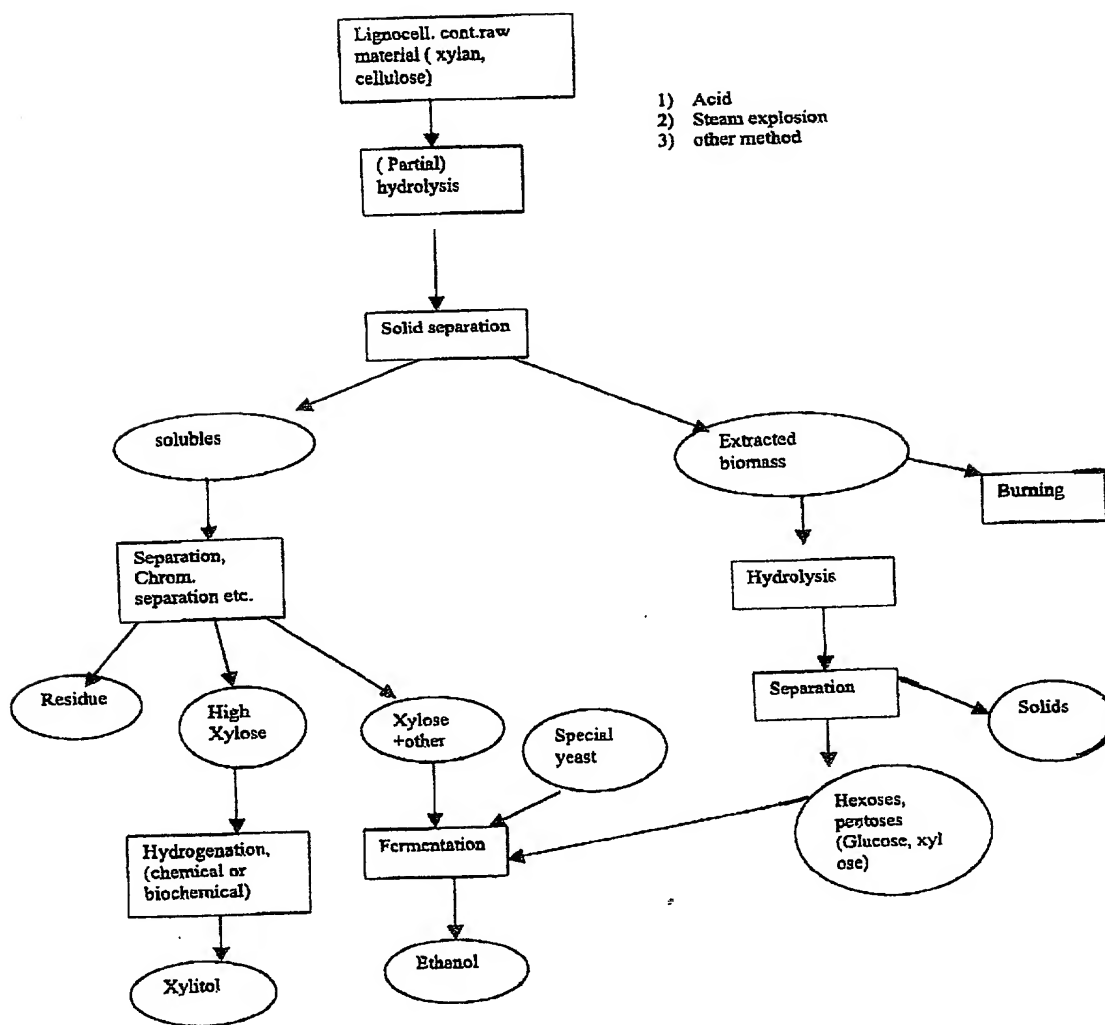 Lignocell. cont.raw
material ( xylan,
cellulose)
1) Acid
2) Steam explosion
3) other method
( Partial)
hydrolysis
Solid separation
solubles
Extracted
biomass
Burning
Separation,
Chrom.
separation etc.
Hydrolysis
Residue
High
Xylose
Xylose
+other
Special
yeast
Separation
Solids
Hydrogenation,
(chemical or
biochemical)
Fermentation
Hexoses,
pentoses
(Glucose, xyl
ose)
Xylitol
Ethanol